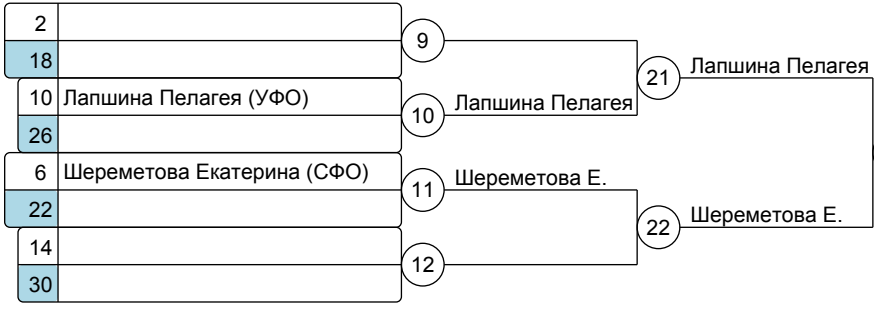 2
9
18
21 Лапшина Пелагея
10 Лапшина Пелагея (УФО)
10 Лапшина Пелагея
26
6 Шереметова Екатерина (СФО)
11 Шереметова Е.
22
22 Шереметова Е.
14
12
30